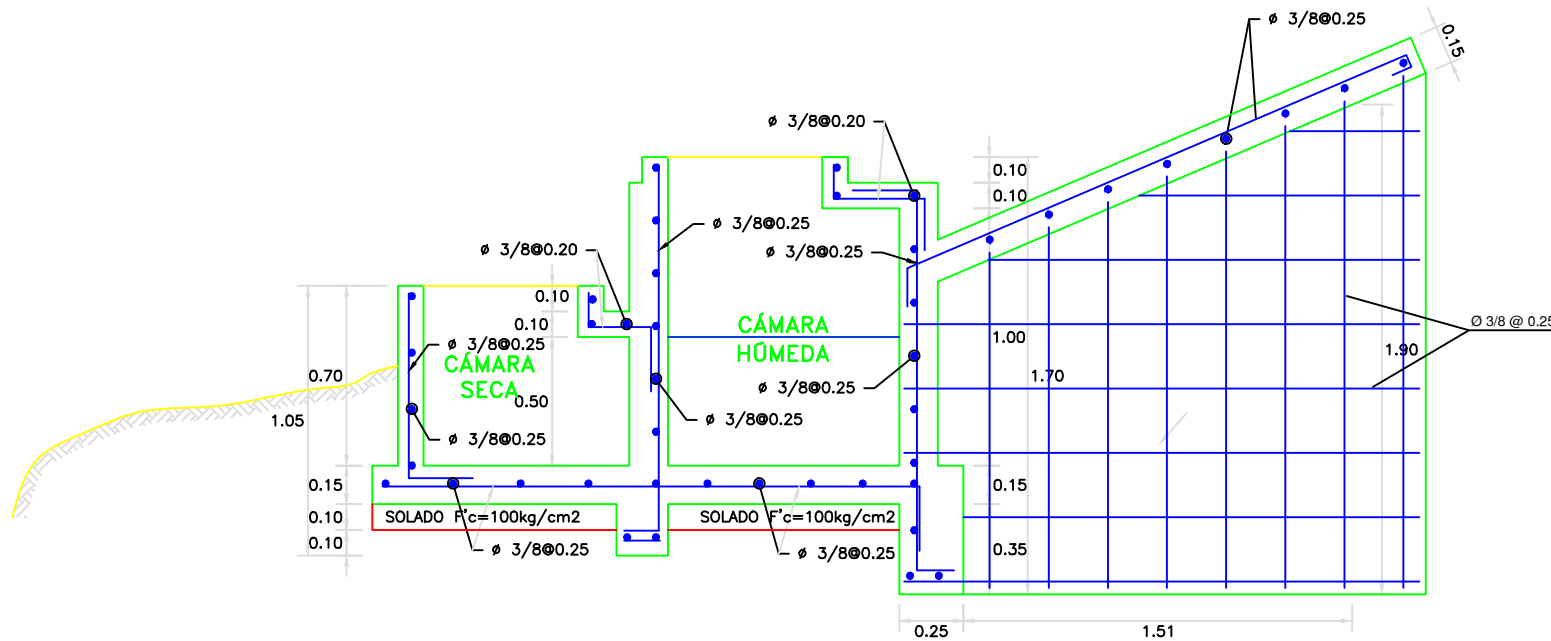 ø 3/8@0.25
0.15
ø 3/8@0.20
0.10
0.10
ø 3/8@0.25
ø 3/8@0.20
ø 3/8@0.25
0.10
0.10
CÁMARA
HÚMEDA
1.00
Ø 3/8 @ 0.25
ø 3/8@0.25
CÁMARA
SECA
0.70
1.90
1.70
ø 3/8@0.25
0.50
1.05
ø 3/8@0.25
ø 3/8@0.25
0.15
0.15
0.10
SOLADO F'c=100kg/cm2
SOLADO F'c=100kg/cm2
0.10
ø 3/8@0.25
ø 3/8@0.25
0.35
0.25
1.51